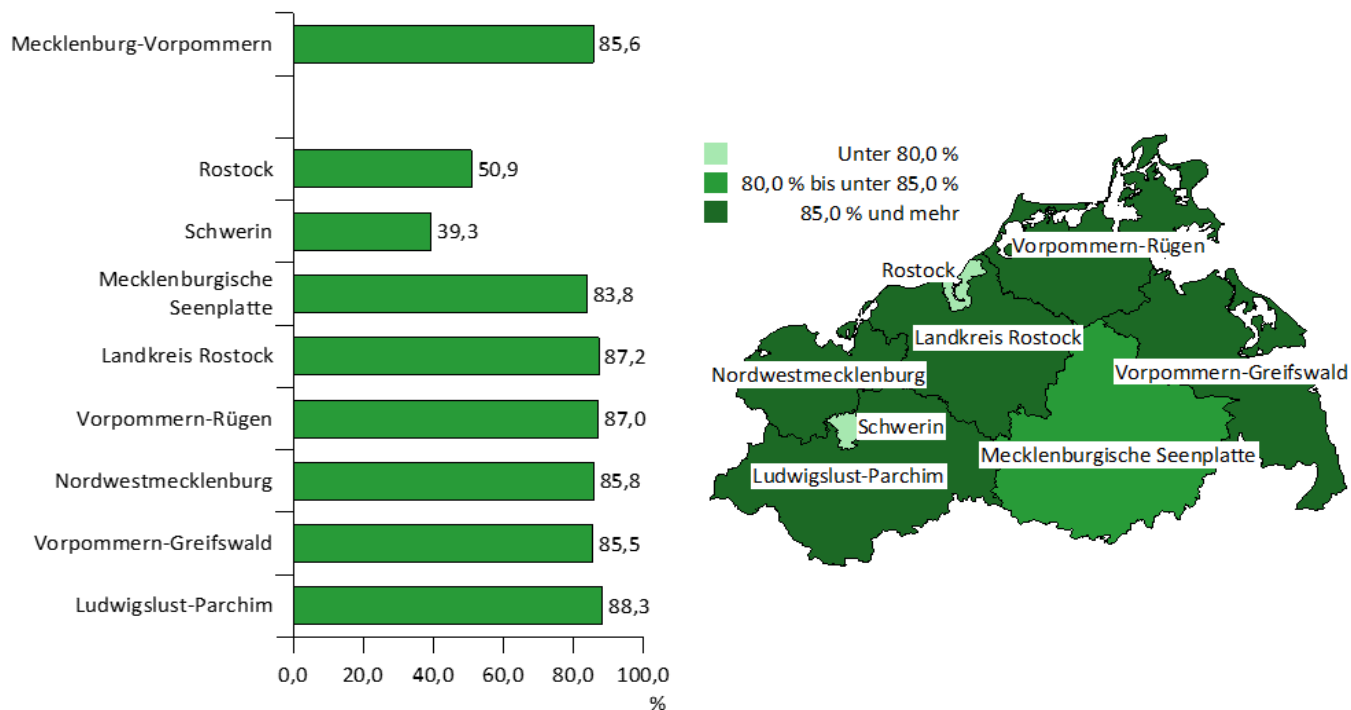 Mecklenburg-Vorpommern
85,6
Rostock
50,9
Schwerin
39,3
Mecklenburgische
Seenplatte
83,8
Landkreis Rostock
87,2
Vorpommern-Rügen
87,0
Nordwestmecklenburg
85,8
Vorpommern-Greifswald
85,5
Ludwigslust-Parchim
88,3
0,0 20,0 40,0 60,0 80,0 100,0
%
Unter 80,0 %
80,0 % bis unter 85,0 %
85,0 % und mehr
Vorpommern-Rügen
Rostock
Landkreis Rostock
Nordwestmecklenburg
Vorpommern-Greifswald
Schwerin
Mecklenburgische Seenplatte
Ludwigslust-Parchim